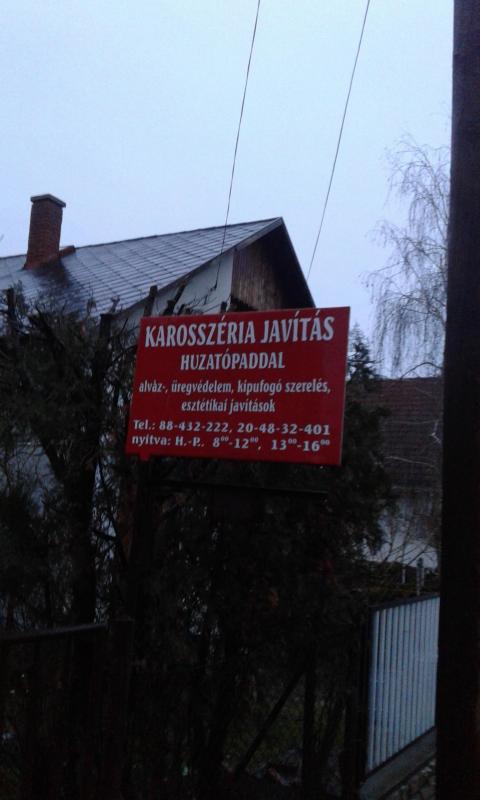 KAROSSZÉRIA JAVÍTÁS
HUZATÓPADDAL
alváz-, üregvédelem, kipufogó szerelés,
esztétikai javítások
Tel.: 88-432-222, 20-48-32-401
nyitva: H.-P.. 8⁰⁰-12⁰⁰, 13⁰⁰-16⁰⁰